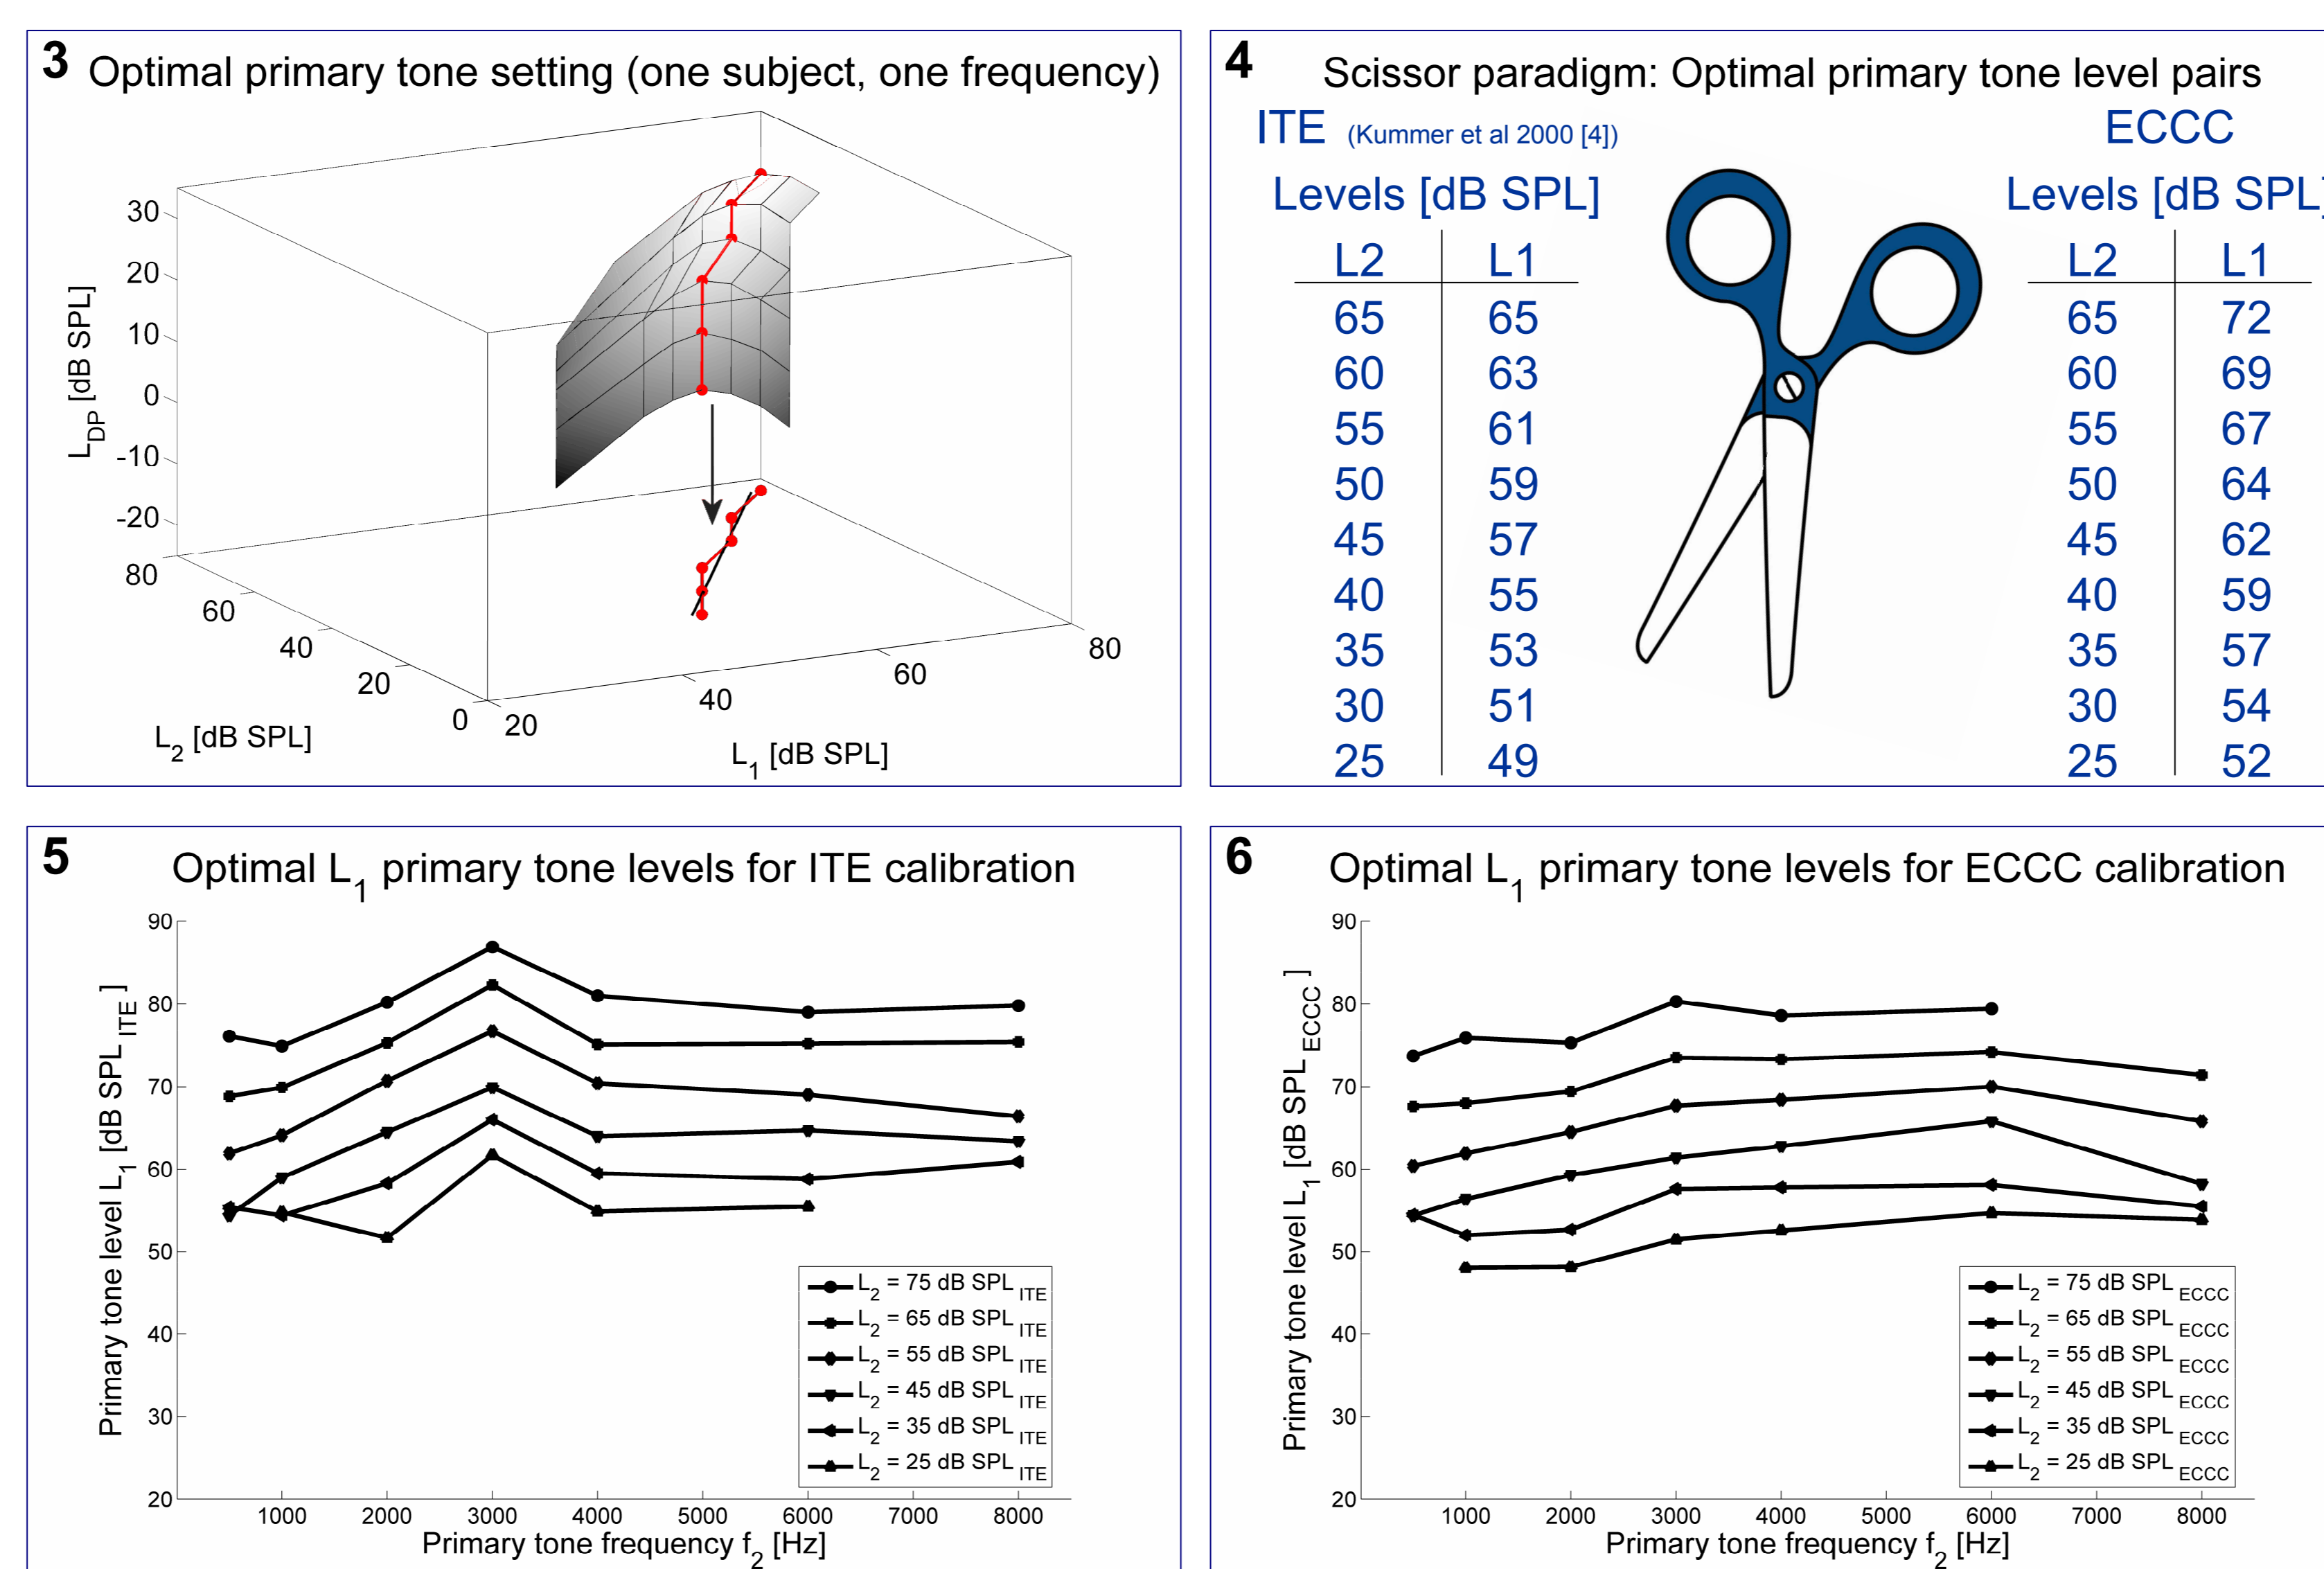 3 Optimal primary tone setting (one subject, one frequency)
30
20
10
0
-10
-20
L_DP [dB SPL]
80
60
40
20
0
L_2 [dB SPL]
20
40
60
80
L_1 [dB SPL]
4 Scissor paradigm: Optimal primary tone level pairs
ITE (Kummer et al 2000 [4])
Levels [dB SPL]
L2 L1
65 65
60 63
55 61
50 59
45 57
40 55
35 53
30 51
25 49
ECCC
Levels [dB SPL]
L2 L1
65 72
60 69
55 67
50 64
45 62
40 59
35 57
30 54
25 52
5 Optimal L_1 primary tone levels for ITE calibration
90
80
70
60
50
40
30
20
Primary tone level L_1 [dB SPL_ITE]
L_2 = 75 dB SPL_ITE
L_2 = 65 dB SPL_ITE
L_2 = 55 dB SPL_ITE
L_2 = 45 dB SPL_ITE
L_2 = 35 dB SPL_ITE
L_2 = 25 dB SPL_ITE
1000 2000 3000 4000 5000 6000 7000 8000
Primary tone frequency f_2 [Hz]
6 Optimal L_1 primary tone levels for ECCC calibration
90
80
70
60
50
40
30
20
Primary tone level L_1 [dB SPL_ECCC]
L_2 = 75 dB SPL_ECCC
L_2 = 65 dB SPL_ECCC
L_2 = 55 dB SPL_ECCC
L_2 = 45 dB SPL_ECCC
L_2 = 35 dB SPL_ECCC
L_2 = 25 dB SPL_ECCC
1000 2000 3000 4000 5000 6000 7000 8000
Primary tone frequency f_2 [Hz]